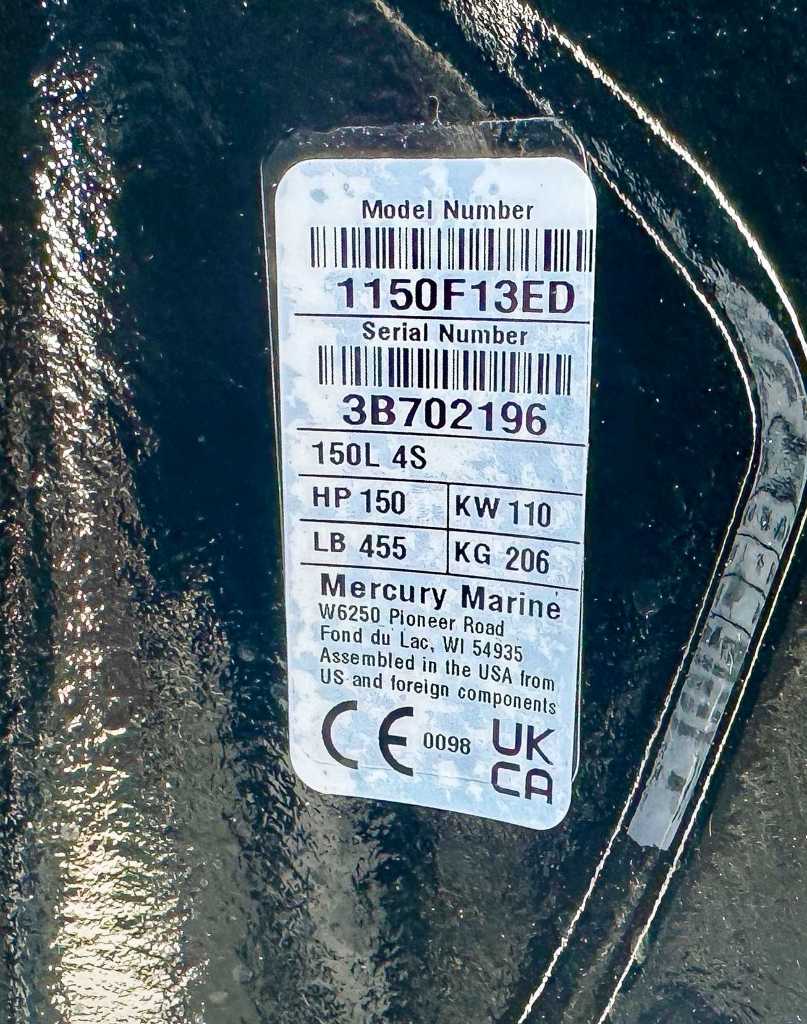 Model Number
1150F13ED
Serial Number
3B702196
150L 4S
HP 150 KW 110
LB 455 KG 206
Mercury Marine
W6250 Pioneer Road
Fond du Lac, WI 54935
Assembled in the USA from
US and foreign components
CE 0098 UK
CA